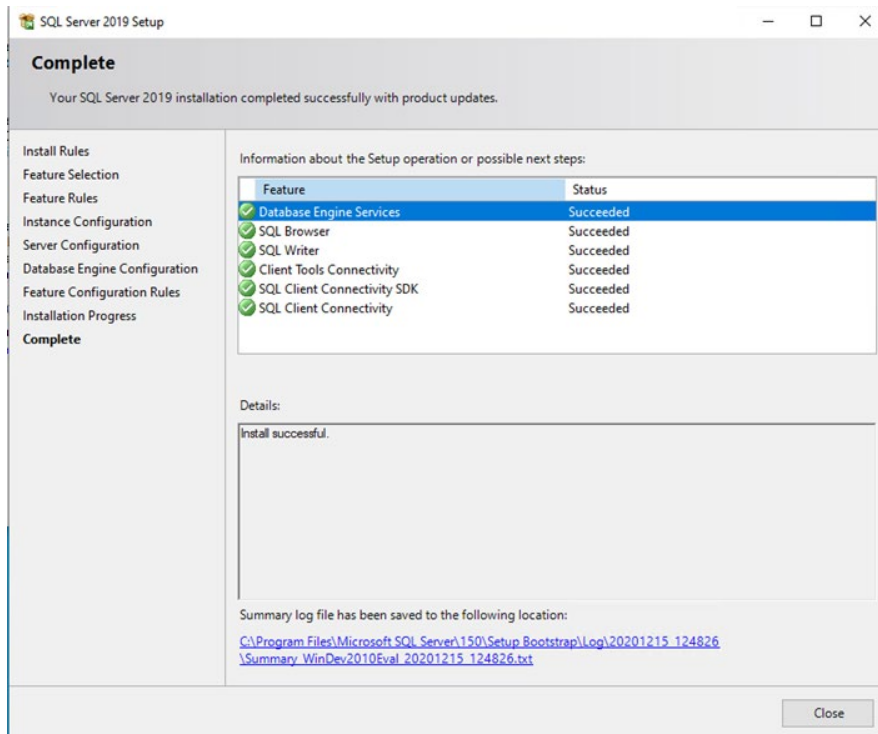 SQL Server 2019 Setup
Complete
Your SQL Server 2019 installation completed successfully with product updates.
Install Rules
Feature Selection
Feature Rules
Instance Configuration
Server Configuration
Database Engine Configuration
Feature Configuration Rules
Installation Progress
Complete
Information about the Setup operation or possible next steps:
Feature Status
Database Engine Services Succeeded
SQL Browser Succeeded
SQL Writer Succeeded
Client Tools Connectivity Succeeded
SQL Client Connectivity SDK Succeeded
SQL Client Connectivity Succeeded
Details:
Install successful.
Summary log file has been saved to the following location:
C:\Program Files\Microsoft SQL Server\150\Setup Bootstrap\Log\20201215_124826
\Summary_WinDev2010Eval_20201215_124826.txt
Close